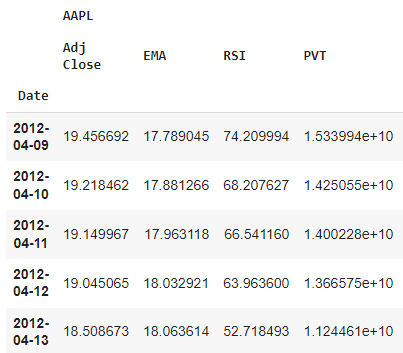 AAPL
Adj
Close EMA RSI PVT
Date
2012-
04-09 19.456692 17.789045 74.209994 1.533994e+10
2012-
04-10 19.218462 17.881266 68.207627 1.425055e+10
2012-
04-11 19.149967 17.963118 66.541160 1.400228e+10
2012-
04-12 19.045065 18.032921 63.963600 1.366575e+10
2012-
04-13 18.508673 18.063614 52.718493 1.124461e+10